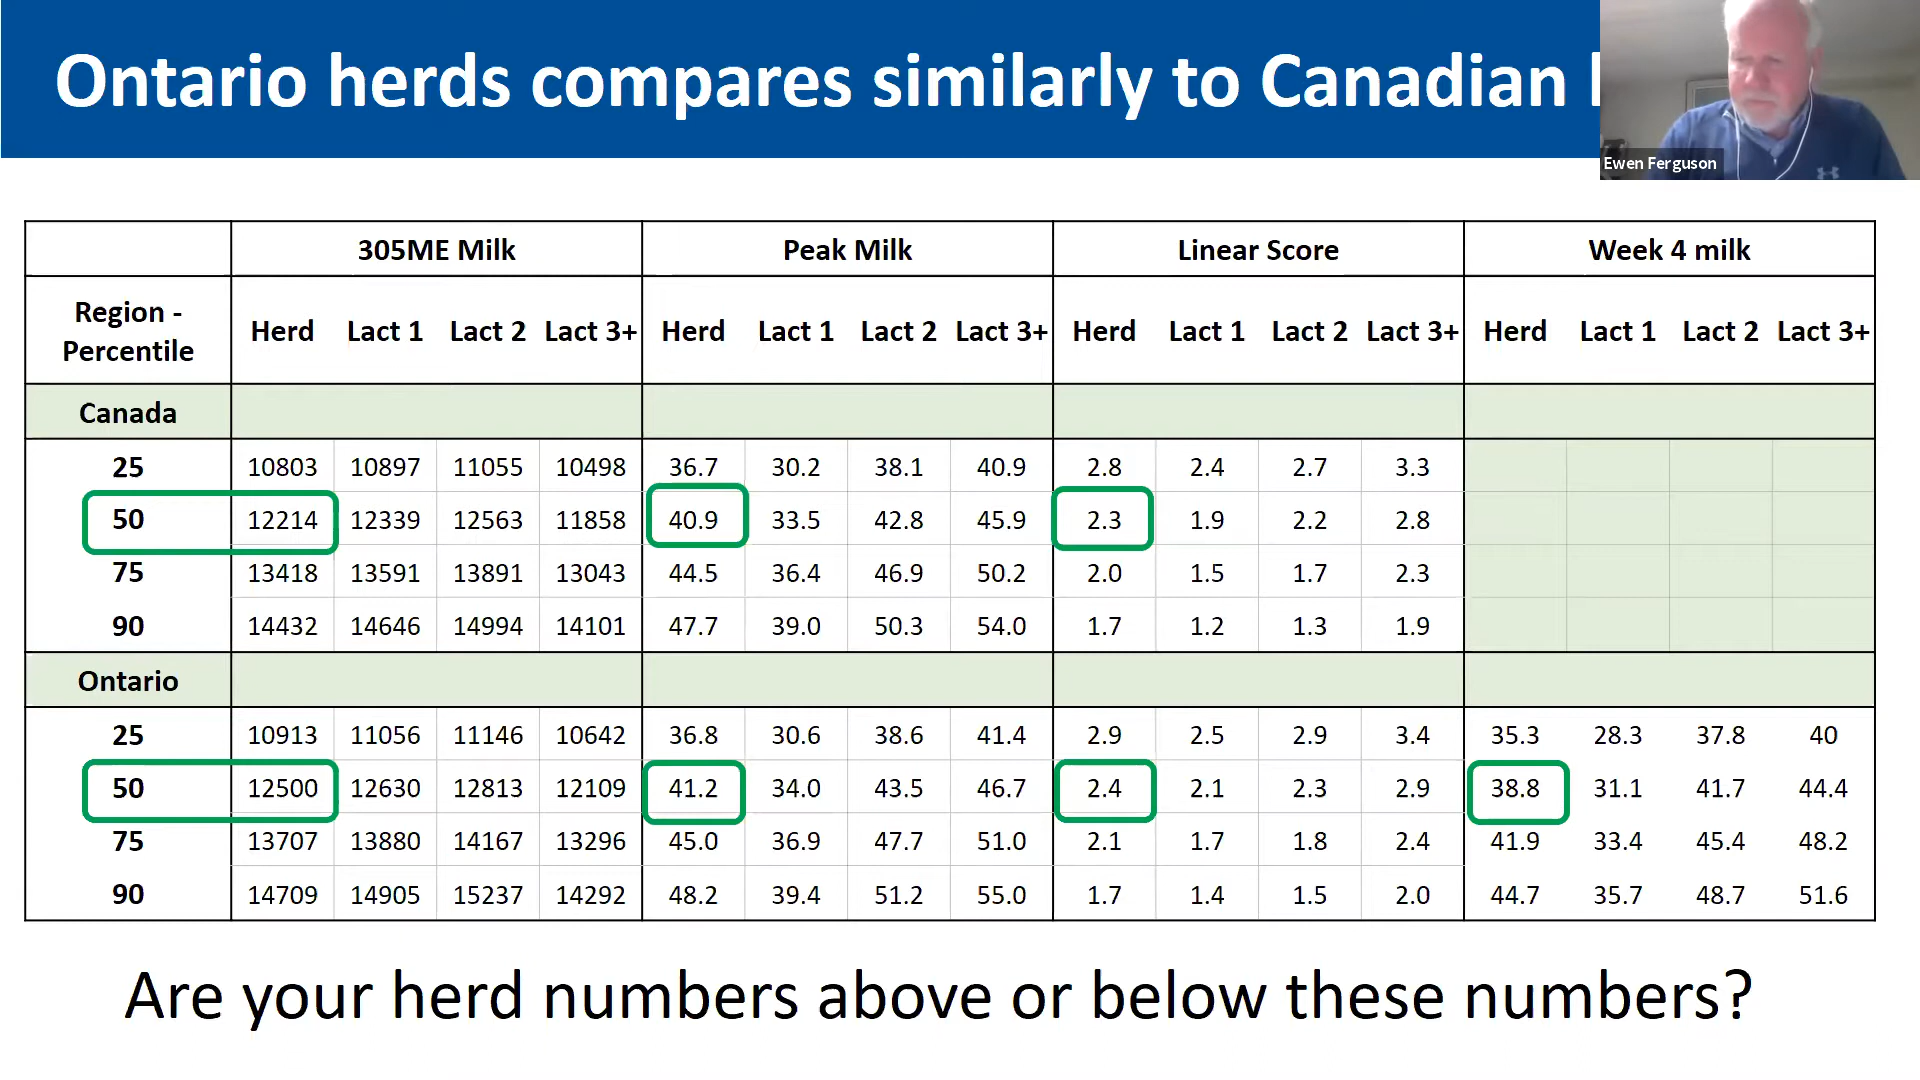 Ontario herds compares similarly to Canadian
Ewen Ferguson
305ME Milk Peak Milk Linear Score Week 4 milk
Region - Percentile Herd Lact 1 Lact 2 Lact 3+ Herd Lact 1 Lact 2 Lact 3+ Herd Lact 1 Lact 2 Lact 3+ Herd Lact 1 Lact 2 Lact 3+
Canada
25 10803 10897 11055 10498 36.7 30.2 38.1 40.9 2.8 2.4 2.7 3.3
50 12214 12339 12563 11858 40.9 33.5 42.8 45.9 2.3 1.9 2.2 2.8
75 13418 13591 13891 13043 44.5 36.4 46.9 50.2 2.0 1.5 1.7 2.3
90 14432 14646 14994 14101 47.7 39.0 50.3 54.0 1.7 1.2 1.3 1.9
Ontario
25 10913 11056 11146 10642 36.8 30.6 38.6 41.4 2.9 2.5 2.9 3.4 35.3 28.3 37.8 40
50 12500 12630 12813 12109 41.2 34.0 43.5 46.7 2.4 2.1 2.3 2.9 38.8 31.1 41.7 44.4
75 13707 13880 14167 13296 45.0 36.9 47.7 51.0 2.1 1.7 1.8 2.4 41.9 33.4 45.4 48.2
90 14709 14905 15237 14292 48.2 39.4 51.2 55.0 1.7 1.4 1.5 2.0 44.7 35.7 48.7 51.6
Are your herd numbers above or below these numbers?